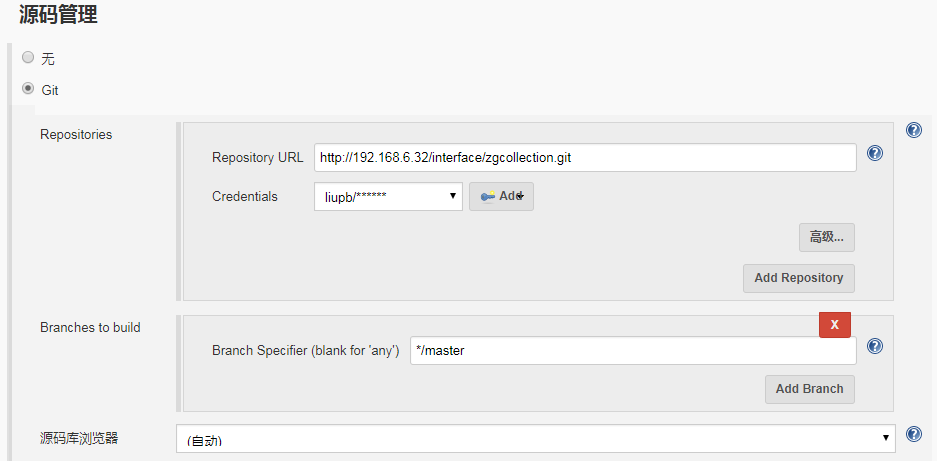 源码管理
无
Git
Repositories
Repository URL http://192.168.6.32/interface/zgcollection.git
Credentials liupb/****** Add
高级...
Add Repository
Branches to build
X
Branch Specifier (blank for 'any') */master
Add Branch
源码库浏览器 (自动)